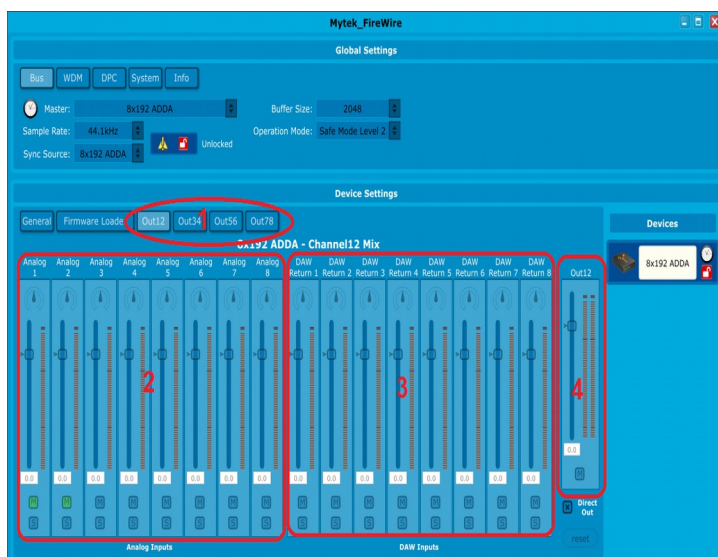 Mytek_FireWire
Global Settings
Bus WDM DPC System Info
Master: 8x192 ADDA Buffer Size: 2048
Sample Rate: 44.1kHz Unlocked Operation Mode: Safe Mode Level 2
Sync Source: 8x192 ADDA
Device Settings
General Firmware Loader Out12 Out34 1 Out56 Out78
Devices
8x192 ADDA - Channel12 Mix
8x192 ADDA
Analog 1 Analog 2 Analog 3 Analog 4 Analog 5 Analog 6 Analog 7 Analog 8 DAW Return 1 DAW Return 2 DAW Return 3 DAW Return 4 DAW Return 5 DAW Return 6 DAW Return 7 DAW Return 8 Out12
2 3 4
0.0
0.0 0.0 0.0 0.0 0.0 0.0 0.0 0.0 0.0 0.0 0.0 0.0 0.0 0.0 0.0 0.0
M
M M M M M M M M M M M M M M M M
S S S S S S S S S S S S S S S S
X Direct Out
reset
Analog Inputs DAW Inputs